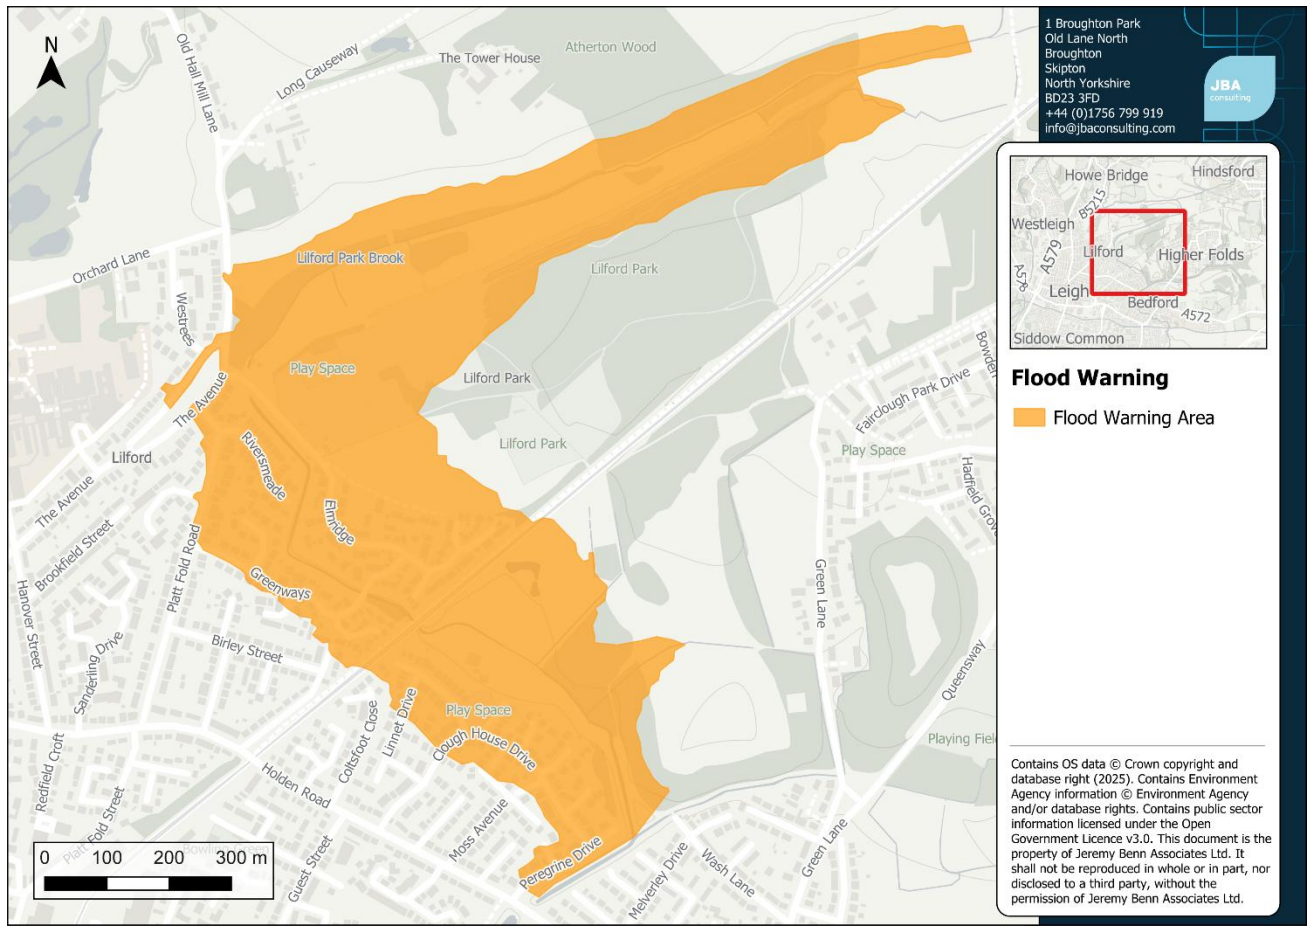 N
Old Hall Mill Lane
Long Causeway
The Tower House
Atherton Wood
Orchard Lane
Lilford Park Brook
Lilford Park
Westrees
Play Space
Lilford Park
The Avenue
Lilford Park
Lilford
Riversmeade
Elmridge
The Avenue
Brookfield Street
Platt Fold Road
Greenways
Hanover Street
Birley Street
Sanderling Drive
Fairclough Park Drive
Bowden
Play Space
Hadfield Grove
Green Lane
Queensway
Playing Fiel
Play Space
Clough House Drive
Linnet Drive
Coltsfoot Close
Redfield Croft
Holden Road
Platt Fold Street
Bowling Green
Guest Street
Moss Avenue
Peregrine Drive
Melverley Drive
Wash Lane
Green Lane
0 100 200 300 m
1 Broughton Park
Old Lane North
Broughton
Skipton
North Yorkshire
BD23 3FD
+44 (0)1756 799 919
info@jbaconsulting.com
JBA
consulting
Howe Bridge
Hindsford
B5215
Westleigh
A579
Lilford
Higher Folds
Leigh
Bedford
A572
Siddow Common
Flood Warning
Flood Warning Area
Contains OS data © Crown copyright and
database right (2025). Contains Environment
Agency information © Environment Agency
and/or database rights. Contains public sector
information licensed under the Open
Government Licence v3.0. This document is the
property of Jeremy Benn Associates Ltd. It
shall not be reproduced in whole or in part, nor
disclosed to a third party, without the
permission of Jeremy Benn Associates Ltd.